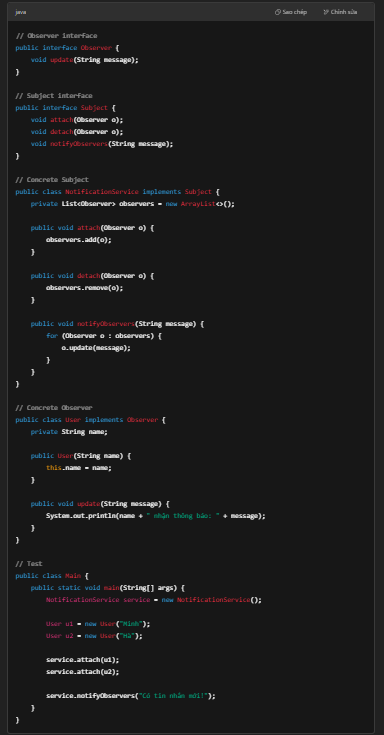 java
Sao chép
Chỉnh sửa
// Observer interface
public interface Observer {
    void update(String message);
}
// Subject interface
public interface Subject {
    void attach(Observer o);
    void detach(Observer o);
    void notifyObservers(String message);
}
// Concrete Subject
public class NotificationService implements Subject {
    private List<Observer> observers = new ArrayList<>();
    public void attach(Observer o) {
        observers.add(o);
    }
    public void detach(Observer o) {
        observers.remove(o);
    }
    public void notifyObservers(String message) {
        for (Observer o : observers) {
            o.update(message);
        }
    }
}
// Concrete Observer
public class User implements Observer {
    private String name;
    public User(String name) {
        this.name = name;
    }
    public void update(String message) {
        System.out.println(name + " nhận thông báo: " + message);
    }
}
// Test
public class Main {
    public static void main(String[] args) {
        NotificationService service = new NotificationService();
        User u1 = new User("Minh");
        User u2 = new User("Hà");
        service.attach(u1);
        service.attach(u2);
        service.notifyObservers("Có tin nhắn mới!");
    }
}